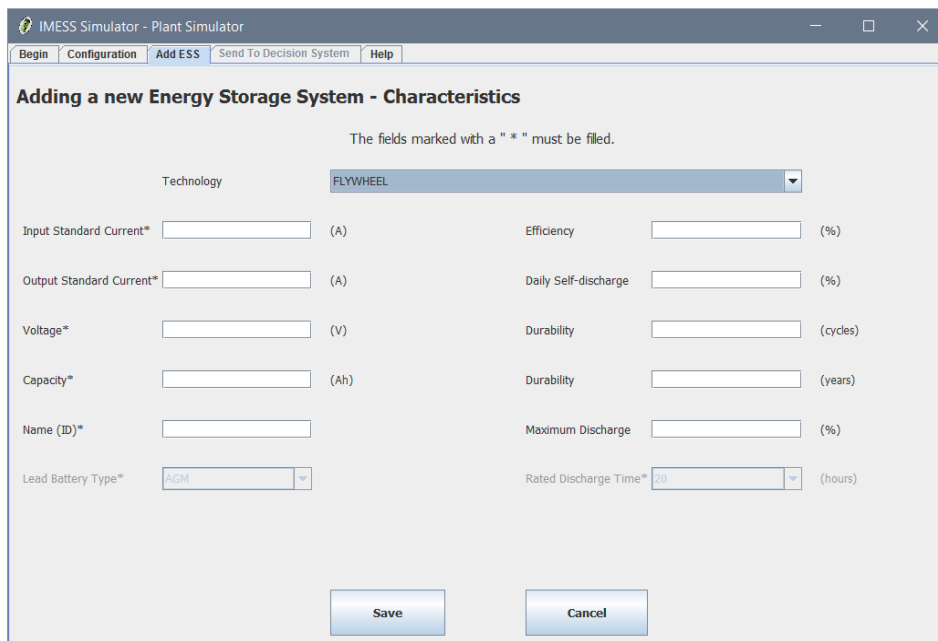 IMESS Simulator - Plant Simulator
Begin Configuration Add ESS Send To Decision System Help
Adding a new Energy Storage System - Characteristics
The fields marked with a " * " must be filled.
Technology FLYWHEEL
Input Standard Current* (A) Efficiency (%)
Output Standard Current* (A) Daily Self-discharge (%)
Voltage* (V) Durability (cycles)
Capacity* (Ah) Durability (years)
Name (ID)* Maximum Discharge (%)
Lead Battery Type* AGM Rated Discharge Time* 20 (hours)
Save Cancel